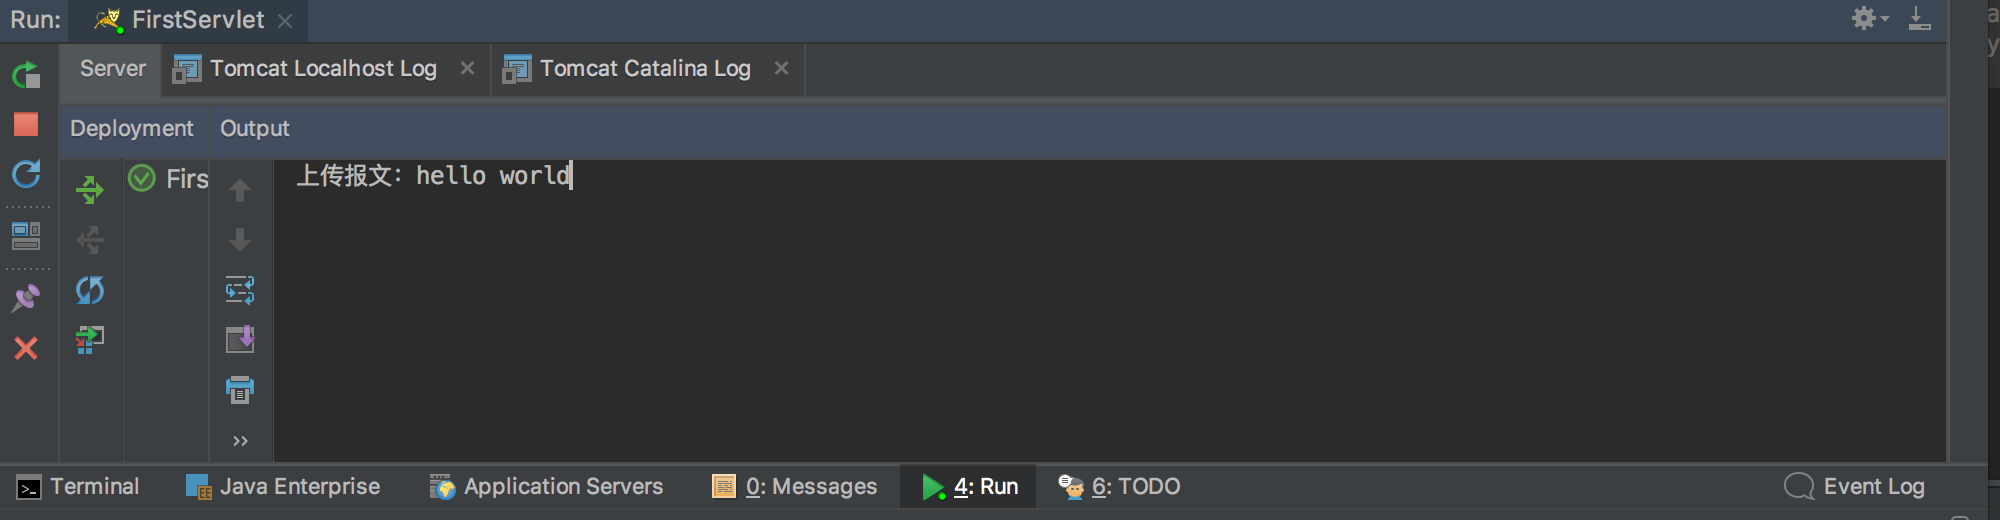 Run: FirstServlet
Server Tomcat Localhost Log Tomcat Catalina Log
Deployment Output
Firs
上传报文：hello world
Terminal Java Enterprise Application Servers 0: Messages 4: Run 6: TODO Event Log